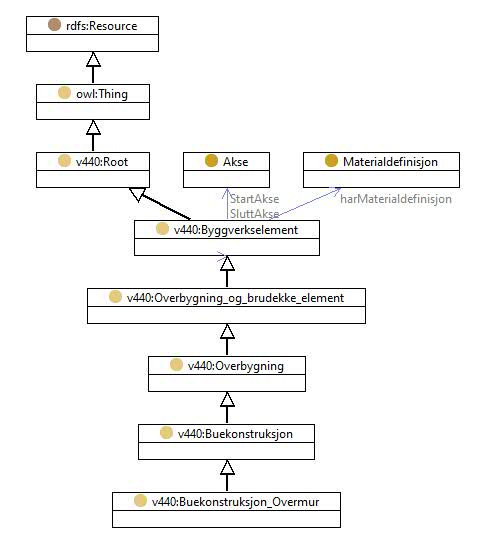 rdfs:Resource
owl:Thing
v440:Root
Akse
Materialdefinisjon
StartAkse
SluttAkse
harMaterialdefinisjon
v440:Byggverkselement
v440:Overbygning_og_brudekke_element
v440:Overbygning
v440:Buekonstruksjon
v440:Buekonstruksjon_Overmur